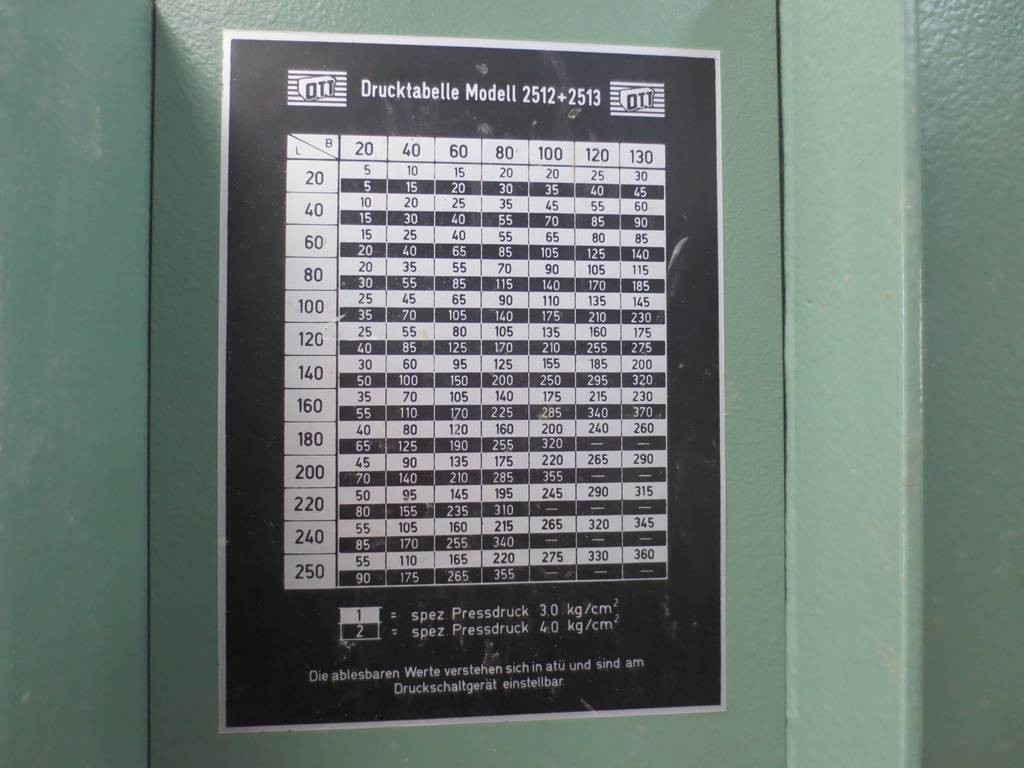 OTT Drucktabelle Modell 2512+2513 OTT
L B 20 40 60 80 100 120 130
20 5 10 15 20 20 25 30
5 15 20 30 35 40 45
40 10 20 25 35 45 55 60
15 30 40 55 70 85 90
60 15 25 40 55 65 80 85
20 40 65 85 105 125 140
80 20 35 55 70 90 105 115
30 55 85 115 140 170 185
100 25 45 65 90 110 135 145
35 70 105 140 175 210 230
120 25 55 80 105 135 160 175
40 85 125 170 210 255 275
140 30 60 95 125 155 185 200
50 100 150 200 250 295 320
160 35 70 105 140 175 215 230
55 110 170 225 285 340 370
180 40 80 120 160 200 240 260
65 125 190 255 320 — —
200 45 90 135 175 220 265 290
70 140 210 285 355 — —
220 50 95 145 195 245 290 315
80 155 235 310 — — —
240 55 105 160 215 265 320 345
85 170 255 340 — — —
250 55 110 165 220 275 330 360
90 175 265 355 — — —
1 = spez. Pressdruck 3.0 kg/cm²
2 = spez. Pressdruck 4.0 kg/cm²
Die ablesbaren Werte verstehen sich in atü und sind am
Druckschaltgerät einstellbar.